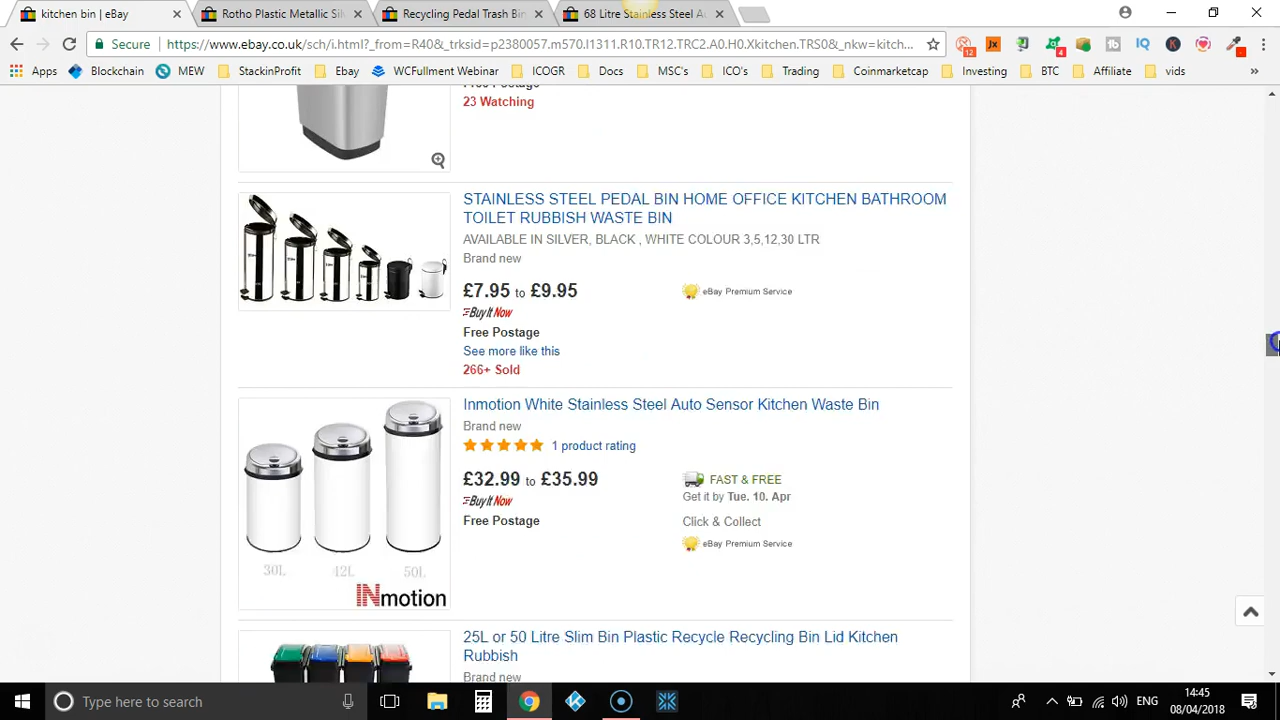 kitchen bin | eBay
Rotho Plastic Metallic Silv
Recycling Pedal Trash Bin
68 Litre Stainless Steel Au
Secure
https://www.ebay.co.uk/sch/i.html?_from=R40&_trksid=p2380057.m570.l1311.R10.TR12.TRC2.A0.H0.Xkitchen.TRS0&_nkw=kitch...
Apps
Blockchain
MEW
StackinProfit
Ebay
WCFullment Webinar
ICOGR
Docs
MSC's
ICO's
Trading
Coinmarketcap
Investing
BTC
Affiliate
vids
»
Free Postage
23 Watching
STAINLESS STEEL PEDAL BIN HOME OFFICE KITCHEN BATHROOM
TOILET RUBBISH WASTE BIN
AVAILABLE IN SILVER, BLACK , WHITE COLOUR 3,5,12,30 LTR
Brand new
£7.95 to £9.95
eBay Premium Service
Buy It Now
Free Postage
See more like this
266+ Sold
Inmotion White Stainless Steel Auto Sensor Kitchen Waste Bin
Brand new
1 product rating
£32.99 to £35.99
FAST & FREE
Get it by Tue. 10. Apr
Buy It Now
Free Postage
Click & Collect
eBay Premium Service
30L
42L
50L
INmotion
25L or 50 Litre Slim Bin Plastic Recycle Recycling Bin Lid Kitchen
Rubbish
Brand new
Type here to search
ENG
14:45
08/04/2018